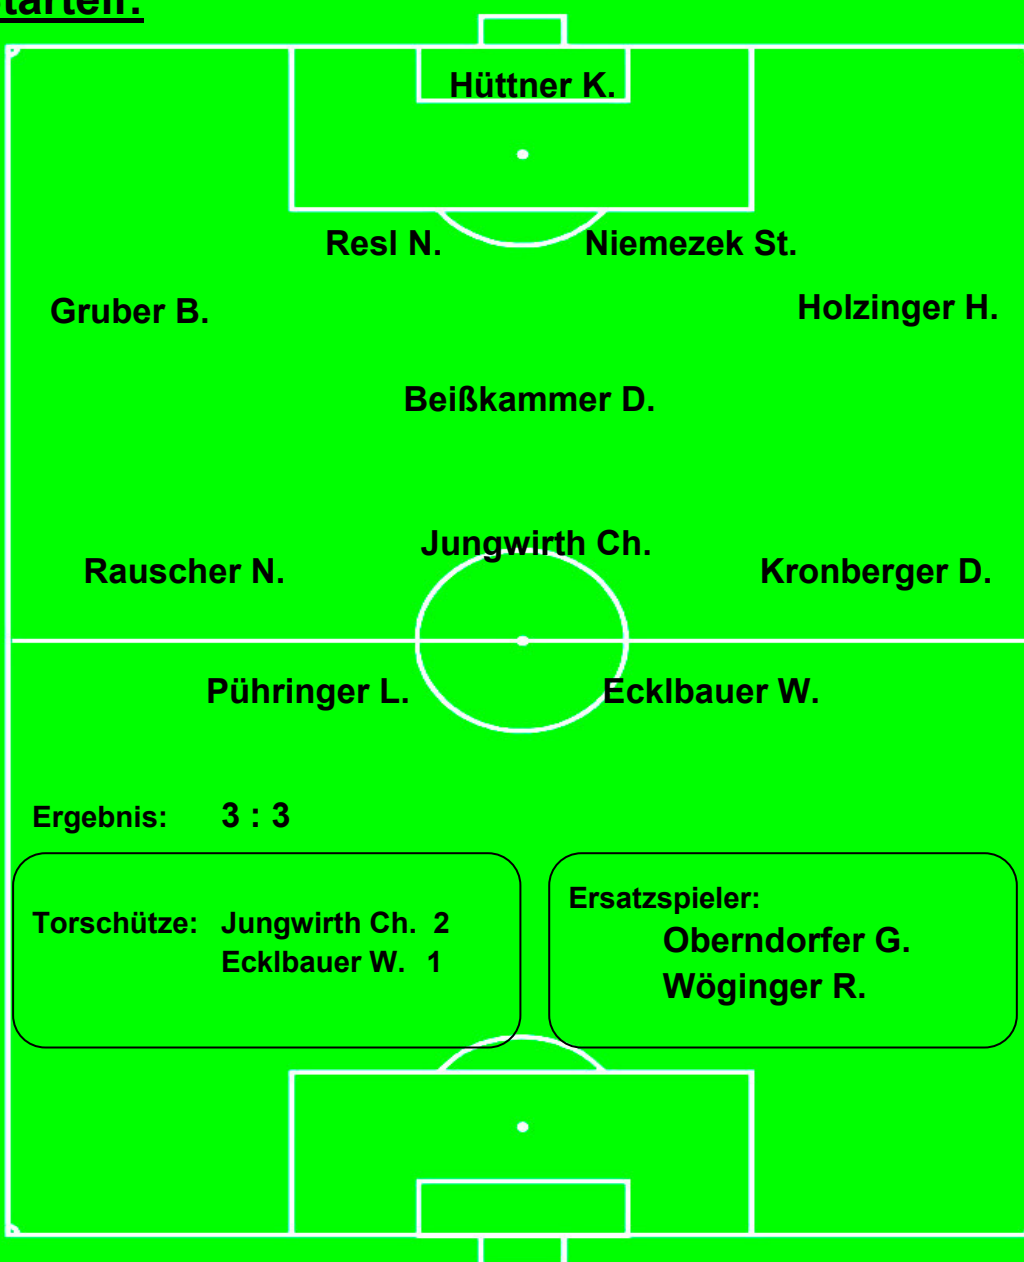 Hüttner K.
Resl N. Niemezek St.
Gruber B. Holzinger H.
Beißkammer D.
Jungwirth Ch.
Rauscher N. Kronberger D.
Pühringer L. Ecklbauer W.
Ergebnis: 3 : 3
Torschütze: Jungwirth Ch. 2
Ecklbauer W. 1
Ersatzspieler:
Oberndorfer G.
Wöginger R.